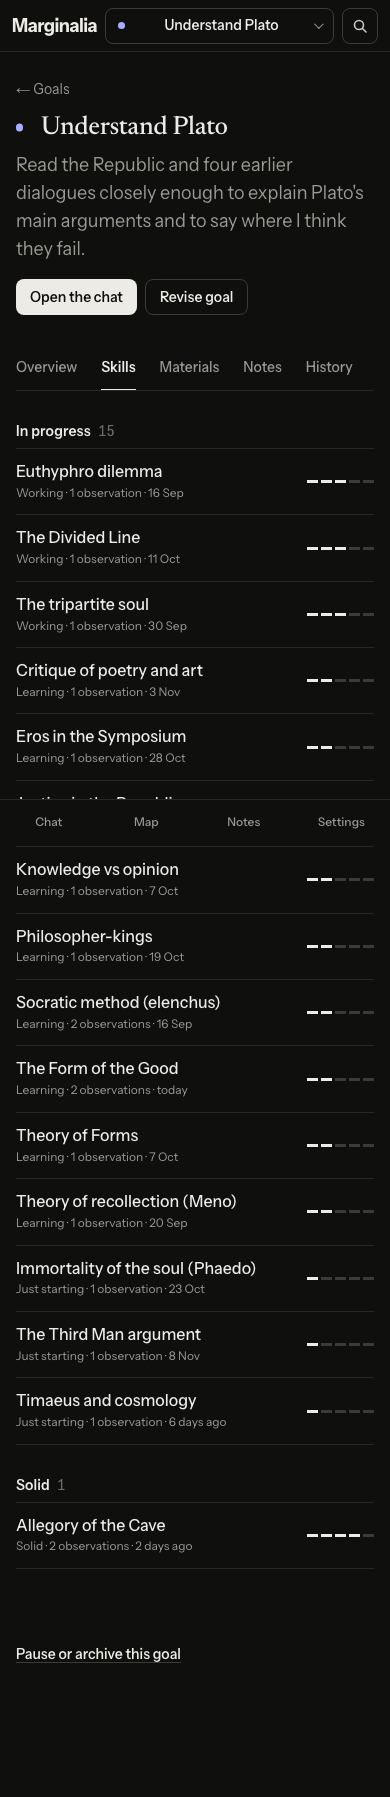 Marginalia
Understand Plato
← Goals
Understand Plato
Read the Republic and four earlier
dialogues closely enough to explain Plato's
main arguments and to say where I think
they fail.
Open the chat
Revise goal
Overview
Skills
Materials
Notes
History
In progress 15
Euthyphro dilemma
Working · 1 observation · 16 Sep
The Divided Line
Working · 1 observation · 11 Oct
The tripartite soul
Working · 1 observation · 30 Sep
Critique of poetry and art
Learning · 1 observation · 3 Nov
Eros in the Symposium
Learning · 1 observation · 28 Oct
Chat
Map
Notes
Settings
Knowledge vs opinion
Learning · 1 observation · 7 Oct
Philosopher-kings
Learning · 1 observation · 19 Oct
Socratic method (elenchus)
Learning · 2 observations · 16 Sep
The Form of the Good
Learning · 2 observations · today
Theory of Forms
Learning · 1 observation · 7 Oct
Theory of recollection (Meno)
Learning · 1 observation · 20 Sep
Immortality of the soul (Phaedo)
Just starting · 1 observation · 23 Oct
The Third Man argument
Just starting · 1 observation · 8 Nov
Timaeus and cosmology
Just starting · 1 observation · 6 days ago
Solid 1
Allegory of the Cave
Solid · 2 observations · 2 days ago
Pause or archive this goal